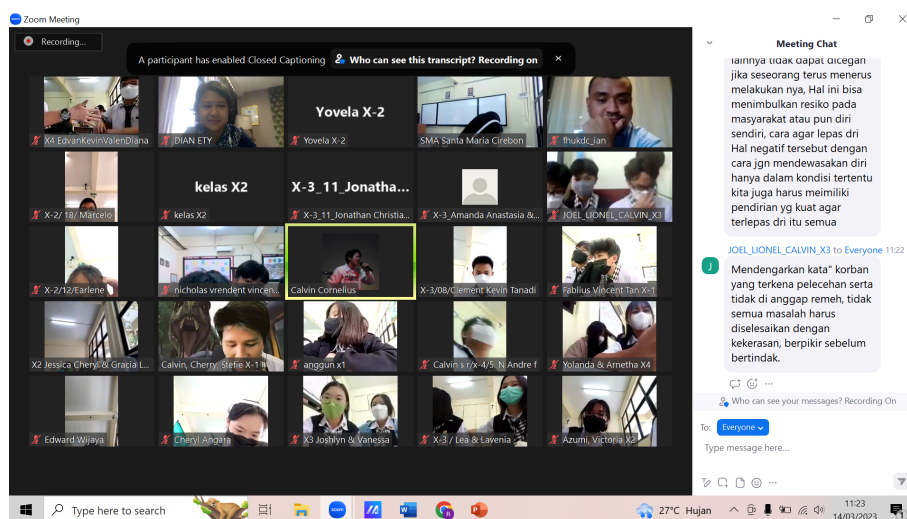 Zoom Meeting
Recording...
A participant has enabled Closed Captioning
Who can see this transcript? Recording on
X4 EdvanKevinValenDiana
DIAN ETY
Yovela X-2
Yovela X-2
SMA Santa Maria Cirebon
fhukdc_ian
X-2/ 18/ Marcelo
kelas X2
kelas X2
X-3_11_Jonatha...
X-3_11_Jonathan Christia...
X-3_Amanda Anastasia &...
JOEL_LIONEL_CALVIN_X3
X-2/12/Earlene
nicholas vrendent vincen...
Calvin Cornelius
X-3/08/Clement Kevin Tanadi
Fablius Vincent Tan X-1
X2 Jessica Cheryl & Gracia L...
Calvin, Cherry, Stefie X-1
anggun x1
Calvin s r/x-4/5. N Andre f
Yolanda & Arnetha X4
Edward Wijaya
Cheryl Angara
X3 Joshlyn & Vanessa
X-3 / Lea & Lavenia
Azumi, Victoria X2
Meeting Chat
lainnya tidak dapat dicegah
jika seseorang terus menerus
melakukan nya, Hal ini bisa
menimbulkan resiko pada
masyarakat atau pun diri
sendiri, cara agar lepas dri
Hal negatif tersebut dengan
cara jgn mendewasakan diri
hanya dalam kondisi tertentu
kita juga harus meimiliki
pendirian yg kuat agar
terlepas dri itu semua
JOEL_LIONEL_CALVIN_X3 to Everyone 11:22
J
Mendengarkan kata" korban
yang terkena pelecehan serta
tidak di anggap remeh, tidak
semua masalah harus
diselesaikan dengan
kekerasan, berpikir sebelum
bertindak.
Who can see your messages? Recording On
To: Everyone
Type message here...
Type here to search
zoom
27°C Hujan
11:23
14/03/2023